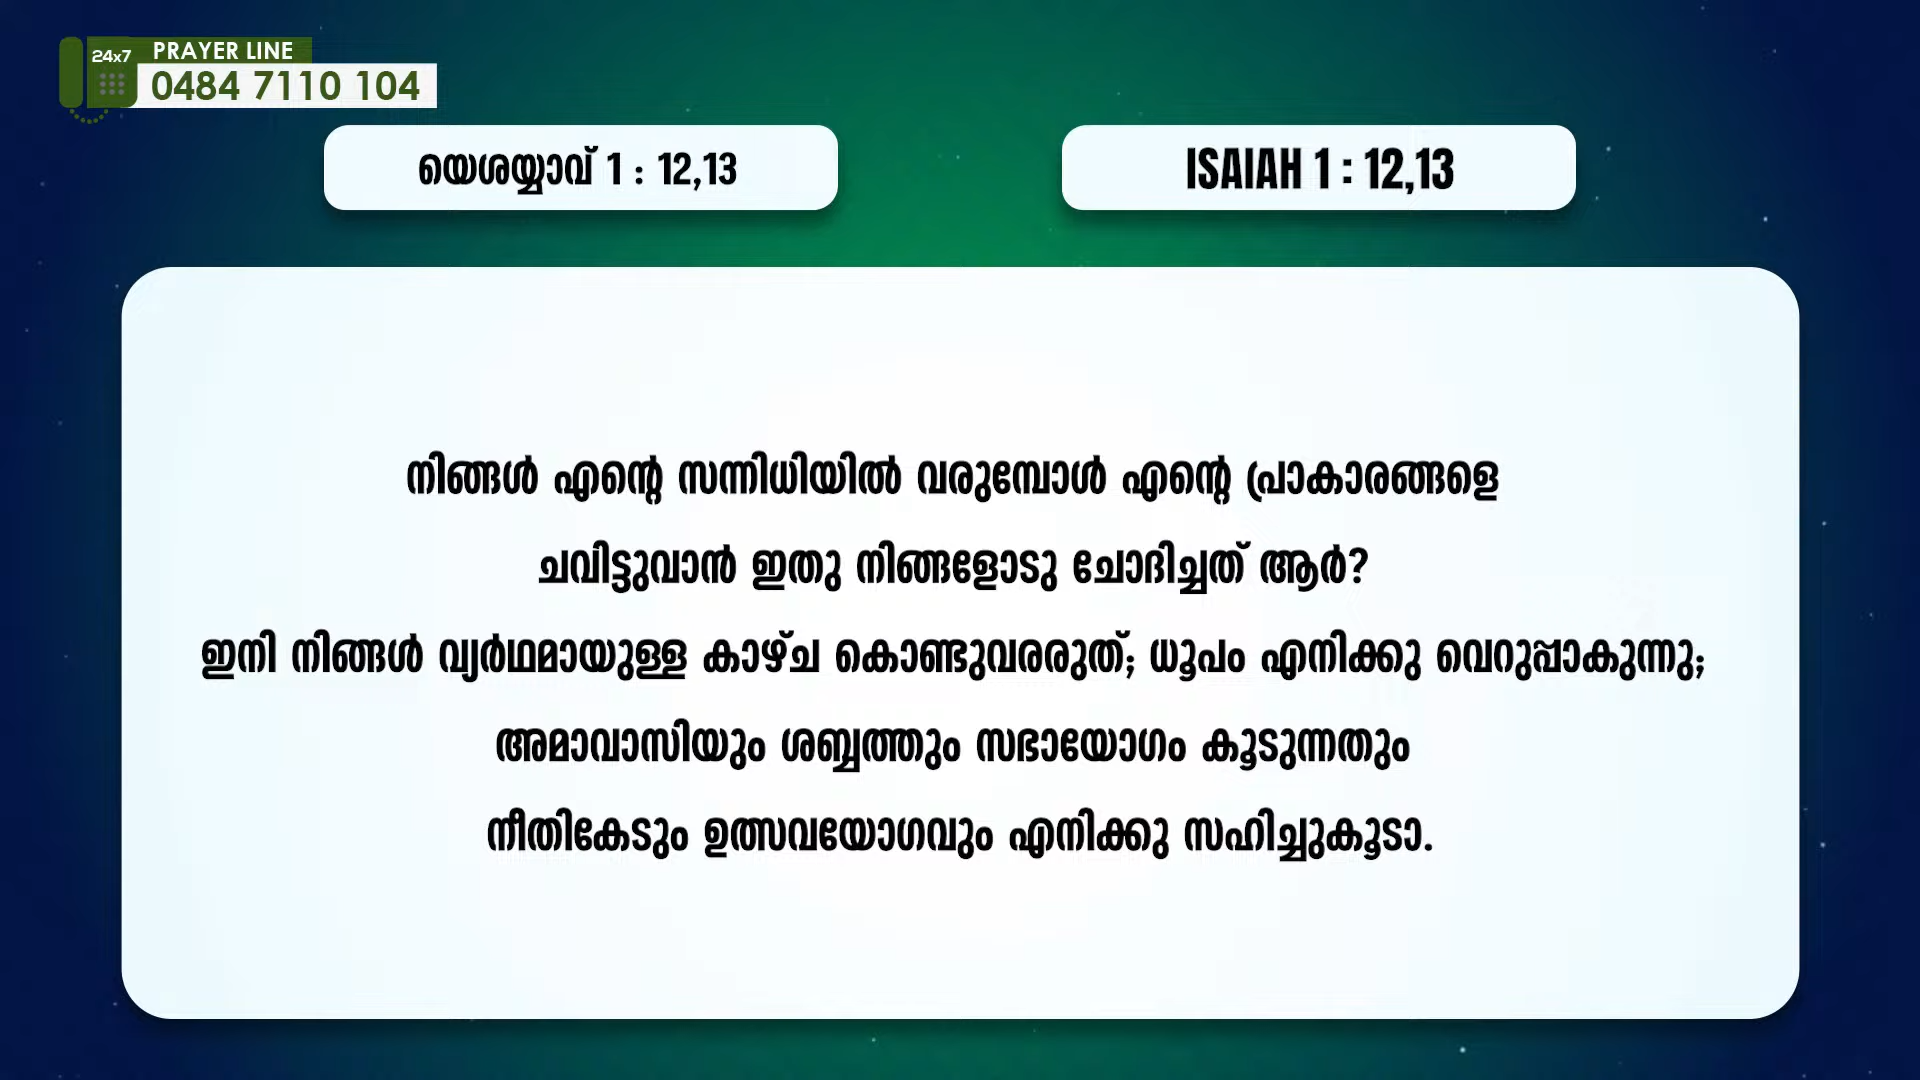 24x7 PRAYER LINE
0484 7110 104
യെശയ്യാവ് 1 : 12,13
ISAIAH 1 : 12,13
നിങ്ങൾ എന്റെ സന്നിധിയിൽ വരുമ്പോൾ എന്റെ പ്രാകാരങ്ങളെ
ചവിട്ടുവാൻ ഇതു നിങ്ങളോടു ചോദിച്ചത് ആർ?
ഇനി നിങ്ങൾ വ്യർഥമായുള്ള കാഴ്ച കൊണ്ടുവരരുത്; ധൂപം എനിക്കു വെറുപ്പാകുന്നു;
അമാവാസിയും ശബ്ബത്തും സഭായോഗം കൂടുന്നതും
നീതികേടും ഉത്സവയോഗവും എനിക്കു സഹിച്ചുകൂടാ.